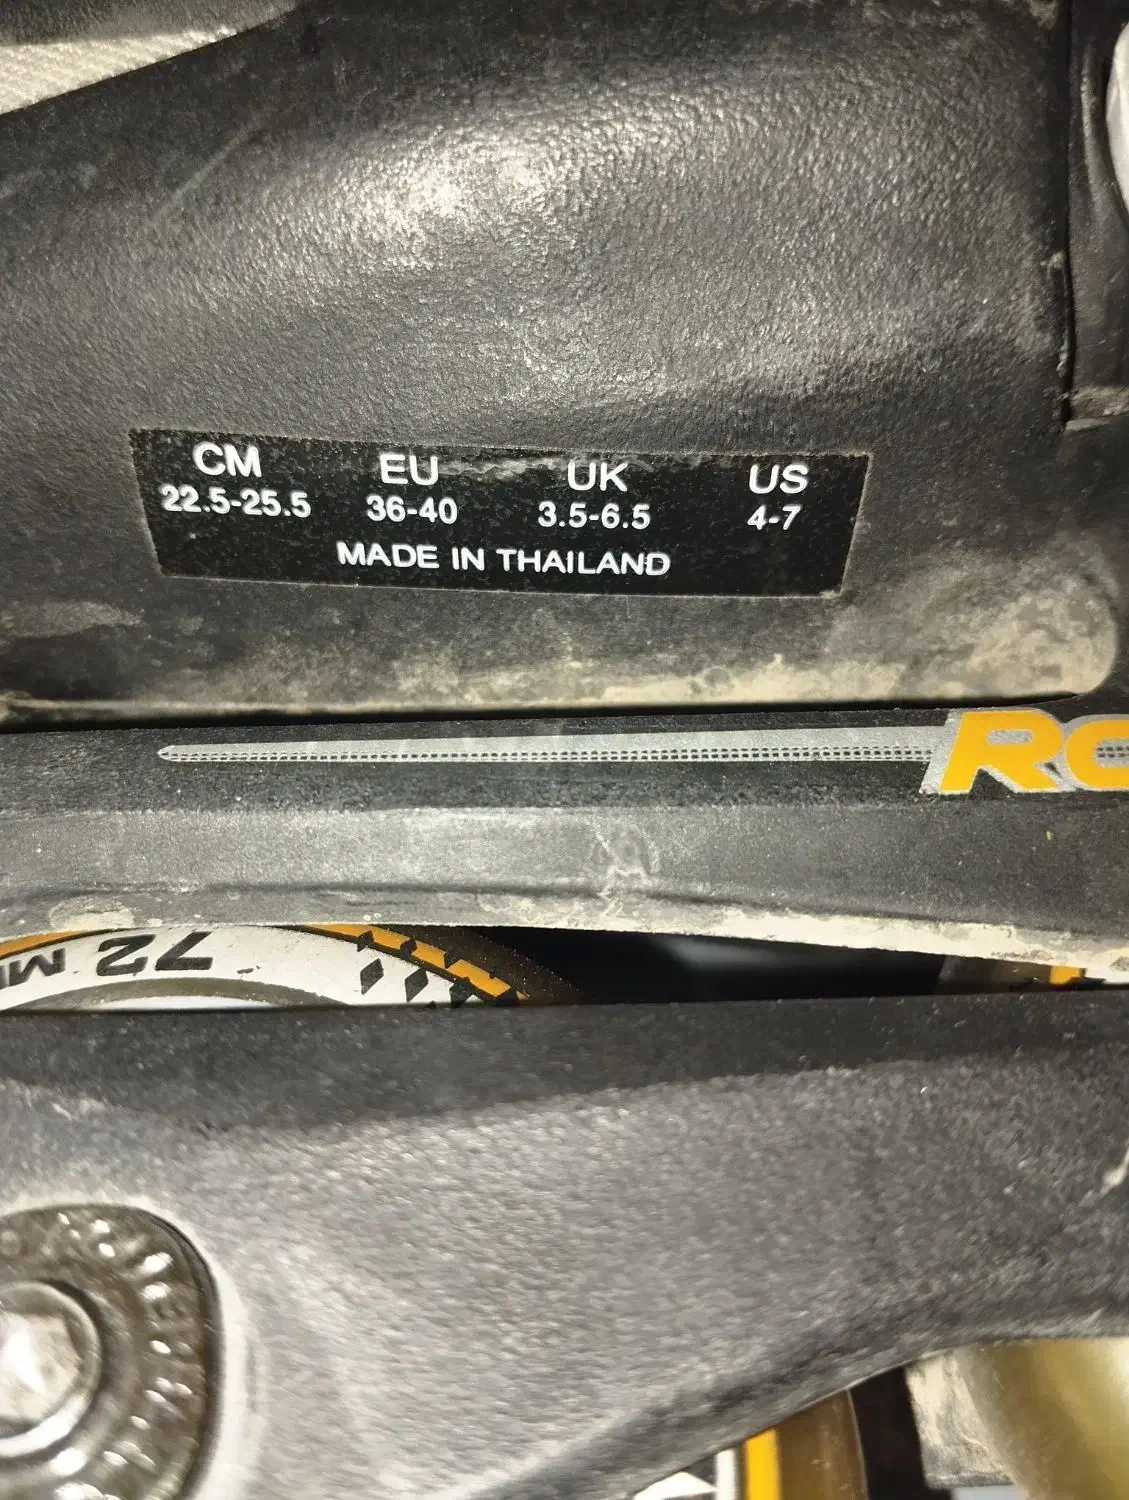 CM EU UK US
22.5-25.5 36-40 3.5-6.5 4-7
MADE IN THAILAND
72